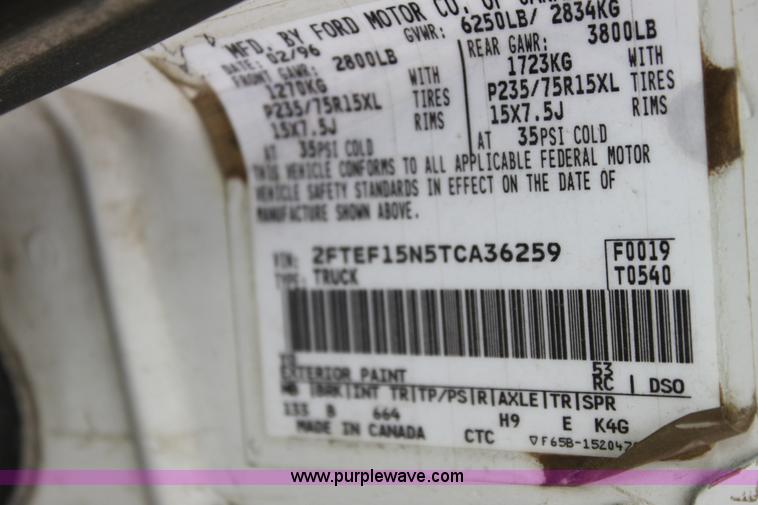 MFD. BY FORD MOTOR CO. OF
DATE: 02/96 GVWR: 6250LB/ 2834KG
FRONT GAWR: 2800LB REAR GAWR: 3800LB
1270KG WITH 1723KG WITH
P235/75R15XL TIRES P235/75R15XL TIRES
15X7.5J RIMS 15X7.5J RIMS
AT 35PSI COLD AT 35PSI COLD
THIS VEHICLE CONFORMS TO ALL APPLICABLE FEDERAL MOTOR
VEHICLE SAFETY STANDARDS IN EFFECT ON THE DATE OF
MANUFACTURE SHOWN ABOVE.
VIN: 2FTEF15N5TCA36259 F0019
TYPE: TRUCK T0540
YO 53
EXTERIOR PAINT RC DSO
WB |BRK|INT TR|TP/PS|R|AXLE|TR|SPR
133 B 664 H9 E K4G
MADE IN CANADA CTC ▽F65B-152047
www.purplewave.com